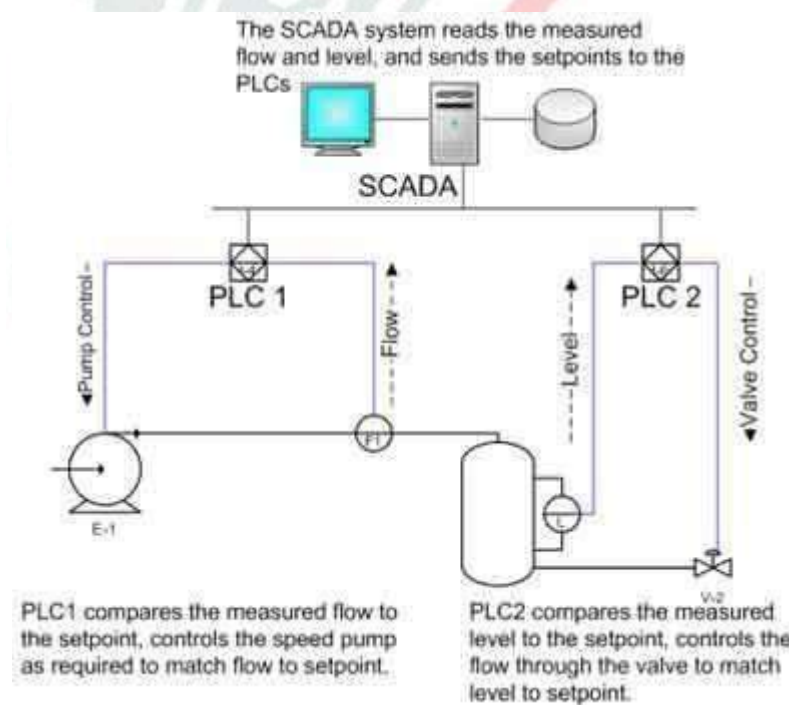 The SCADA system reads the measured
flow and level, and sends the setpoints to the
PLCs
SCADA
PLC 1
PLC 2
Pump Control
Flow
Level
Valve Control
E-1
V-2
PLC1 compares the measured flow to
the setpoint, controls the speed pump
as required to match flow to setpoint.
PLC2 compares the measured
level to the setpoint, controls the
flow through the valve to match
level to setpoint.